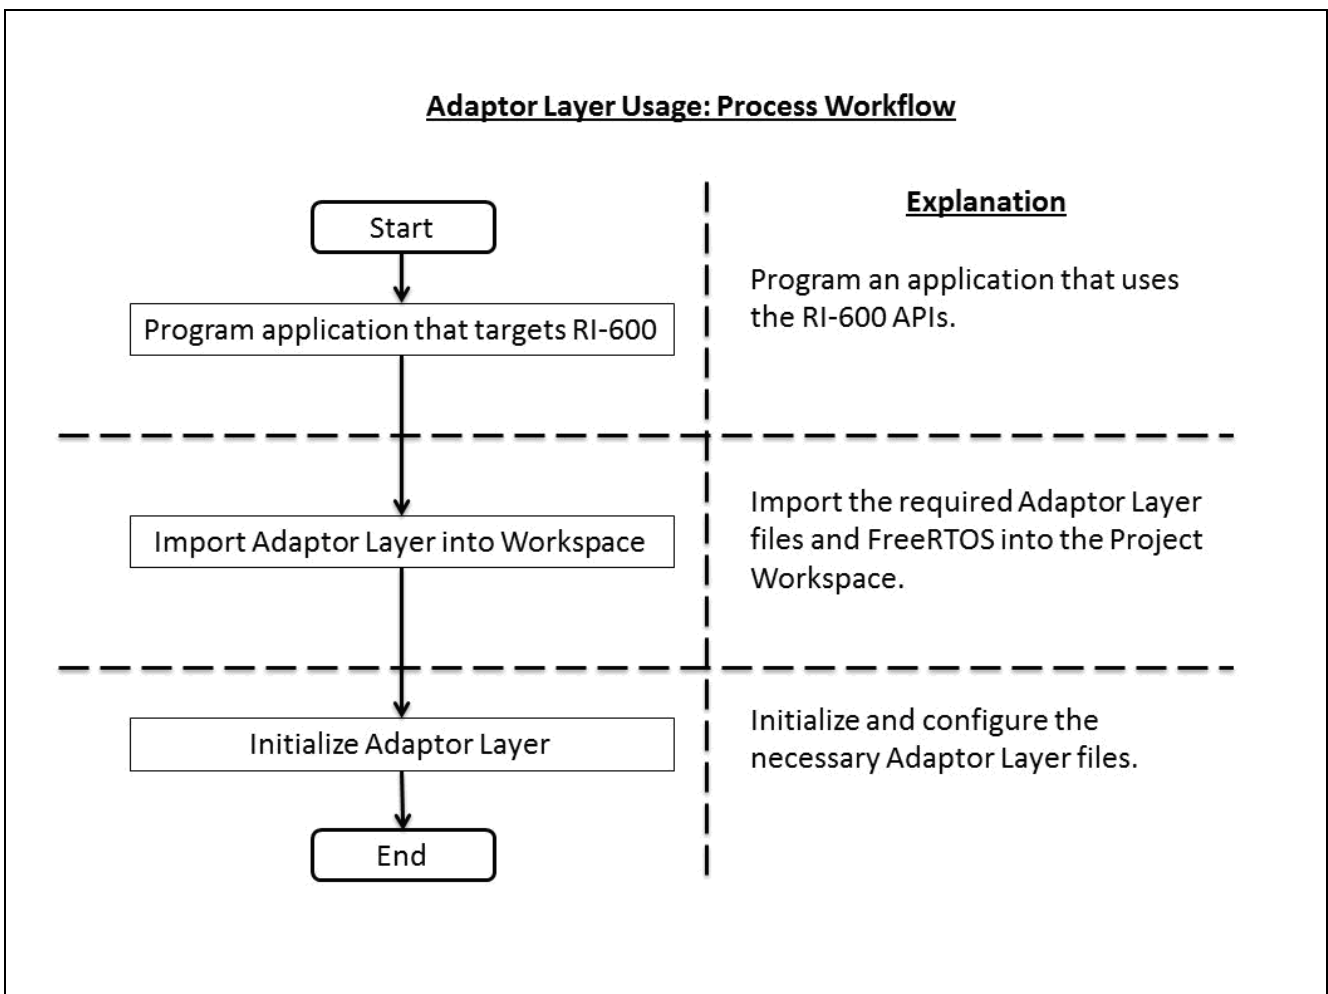 Adaptor Layer Usage: Process Workflow
Start
Program application that targets RI-600
Import Adaptor Layer into Workspace
Initialize Adaptor Layer
End
Explanation
Program an application that uses
the RI-600 APIs.
Import the required Adaptor Layer
files and FreeRTOS into the Project
Workspace.
Initialize and configure the
necessary Adaptor Layer files.